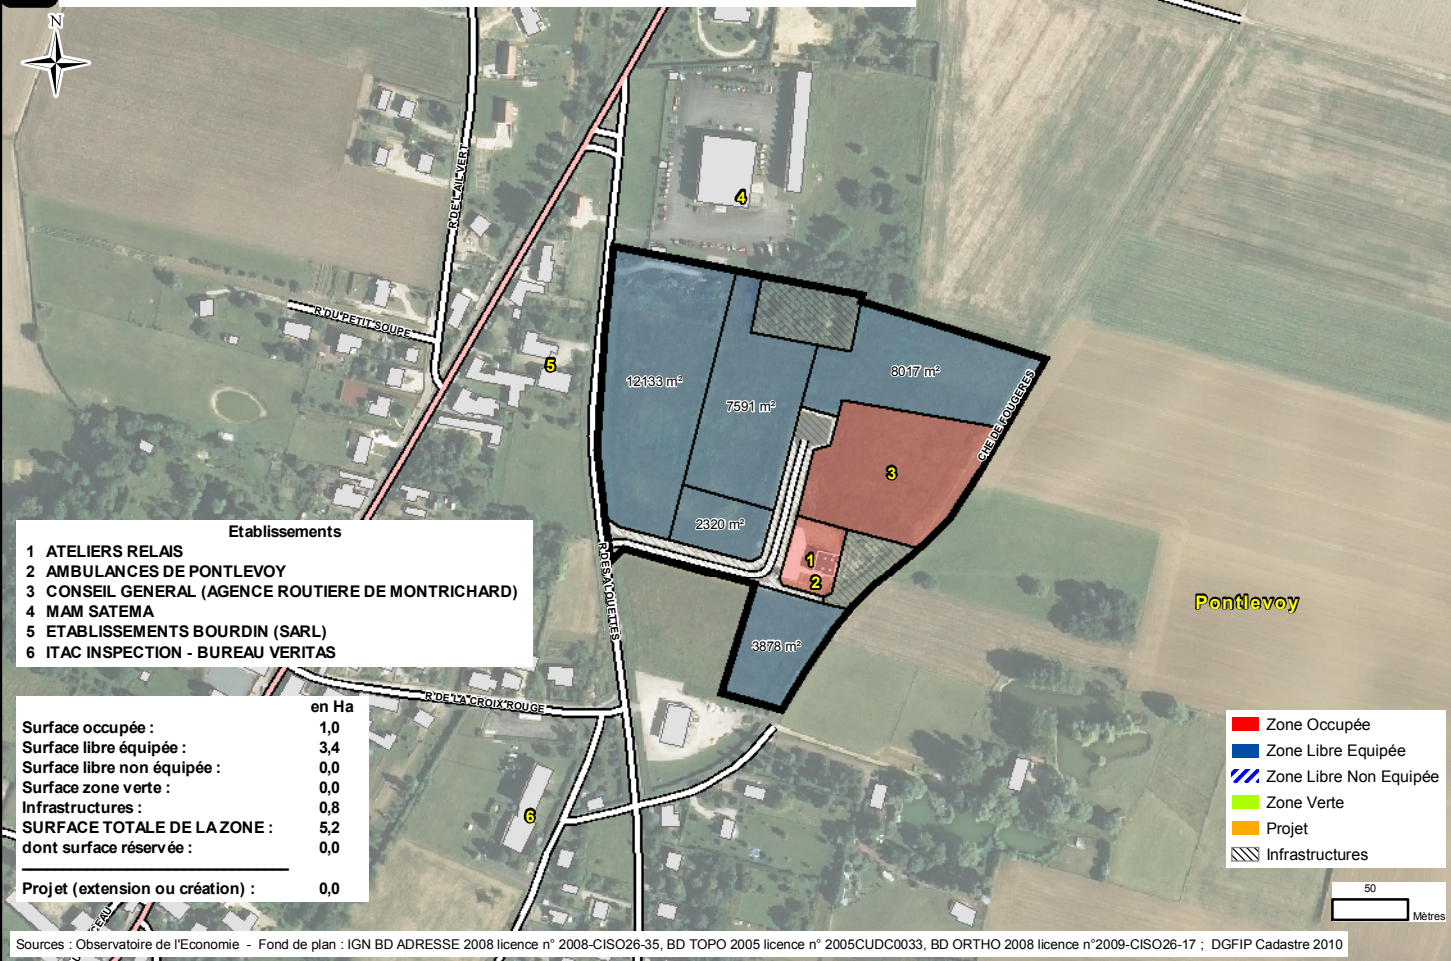 N
R DE L'AIL VERT
4
R DU PETIT SOUPE
5
12133 m²
7591 m²
8017 m²
CHE DE FOUGERES
3
2320 m²
R DES ALOUETTES
1
2
3878 m²
Pontlevoy
Etablissements
1 ATELIERS RELAIS
2 AMBULANCES DE PONTLEVOY
3 CONSEIL GENERAL (AGENCE ROUTIERE DE MONTRICHARD)
4 MAM SATEMA
5 ETABLISSEMENTS BOURDIN (SARL)
6 ITAC INSPECTION - BUREAU VERITAS
R DE LA CROIX ROUGE
6
en Ha
Surface occupée : 1,0
Surface libre équipée : 3,4
Surface libre non équipée : 0,0
Surface zone verte : 0,0
Infrastructures : 0,8
SURFACE TOTALE DE LA ZONE : 5,2
dont surface réservée : 0,0
Projet (extension ou création) : 0,0
Zone Occupée
Zone Libre Equipée
Zone Libre Non Equipée
Zone Verte
Projet
Infrastructures
50
Mètres
Sources : Observatoire de l'Economie - Fond de plan : IGN BD ADRESSE 2008 licence n° 2008-CISO26-35, BD TOPO 2005 licence n° 2005CUDC0033, BD ORTHO 2008 licence n°2009-CISO26-17 ; DGFIP Cadastre 2010